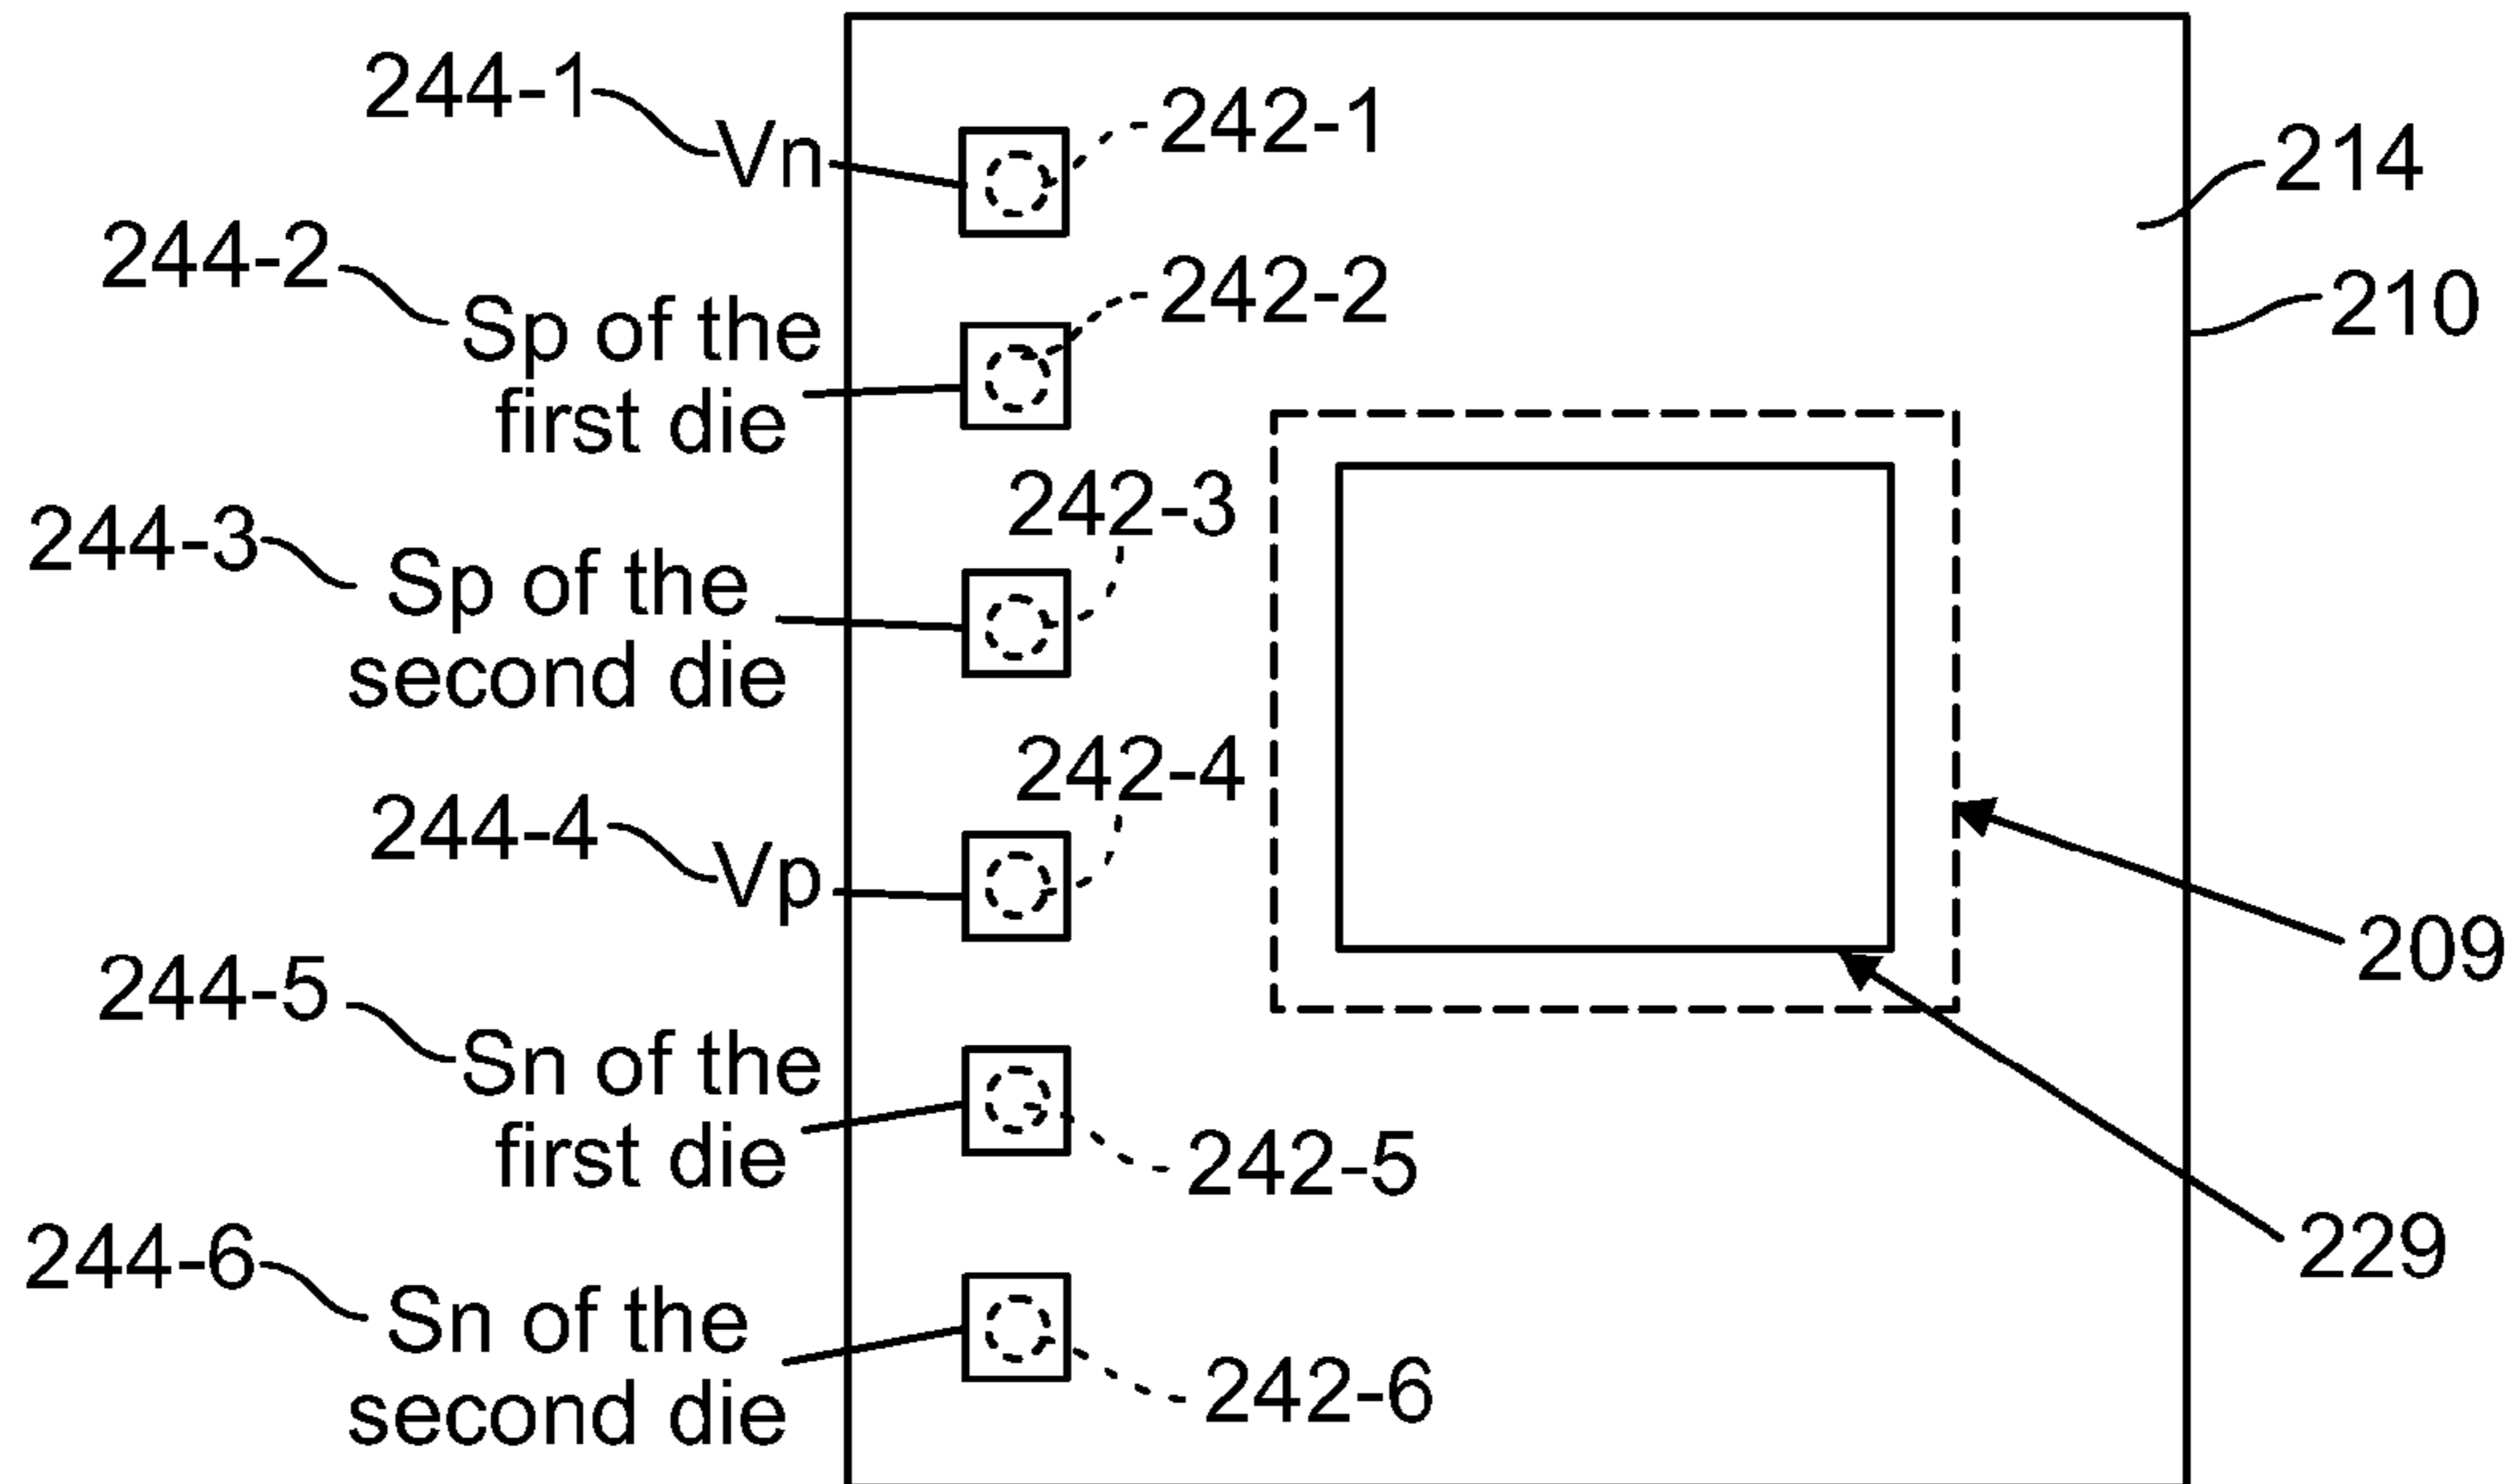 244-1
Vn
242-1
214
244-2
Sp of the
first die
242-2
210
244-3
Sp of the
second die
242-3
244-4
Vp
242-4
209
244-5
Sn of the
first die
242-5
229
244-6
Sn of the
second die
242-6